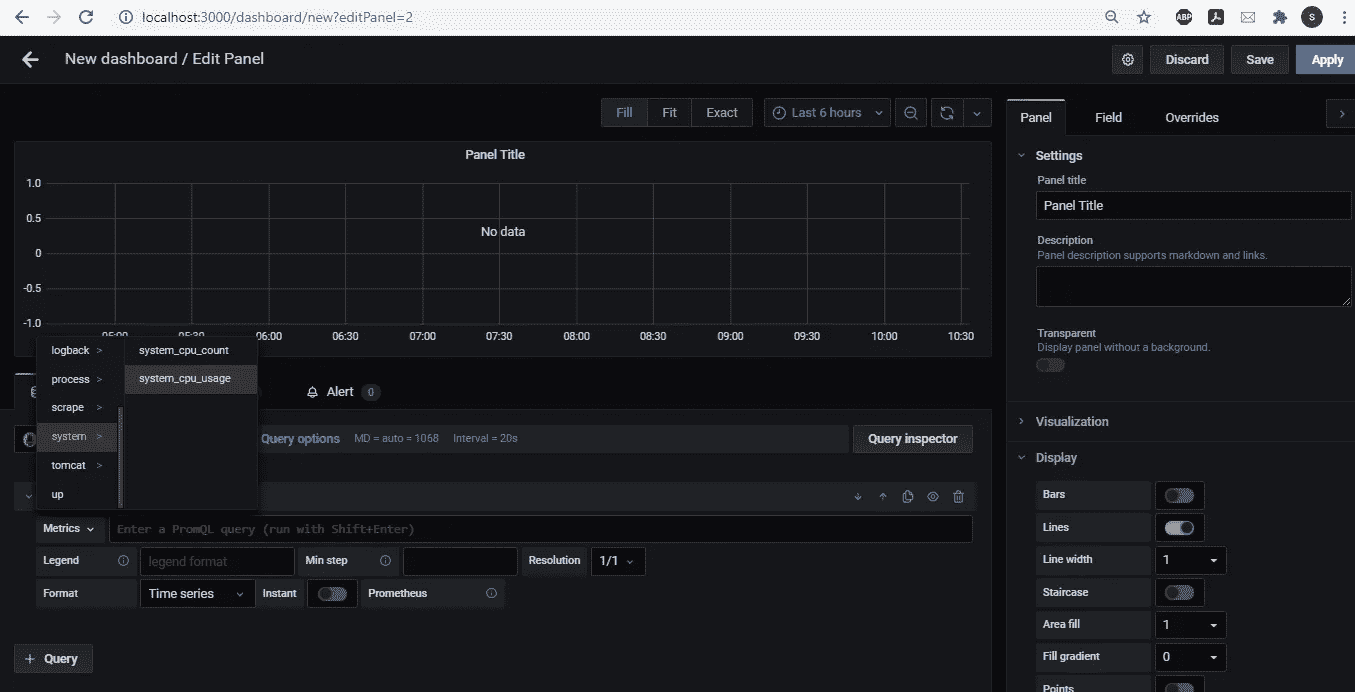 localhost:3000/dashboard/new?editPanel=2
ABP
S
New dashboard / Edit Panel
Discard
Save
Apply
Fill
Fit
Exact
Last 6 hours
Panel
Field
Overrides
Panel Title
1.0
0.5
0
-0.5
-1.0
No data
06:00
06:30
07:00
07:30
08:00
08:30
09:00
09:30
10:00
10:30
logback >
process >
scrape >
system >
tomcat >
up
system_cpu_count
system_cpu_usage
Alert 0
Query options MD = auto = 1068 Interval = 20s
Query inspector
Metrics
Enter a PromQL query (run with Shift+Enter)
Legend
legend format
Min step
Resolution
1/1
Format
Time series
Instant
Prometheus
+ Query
Settings
Panel title
Panel Title
Description
Panel description supports markdown and links.
Transparent
Display panel without a background.
Visualization
Display
Bars
Lines
Line width
1
Staircase
Area fill
1
Fill gradient
0
Points